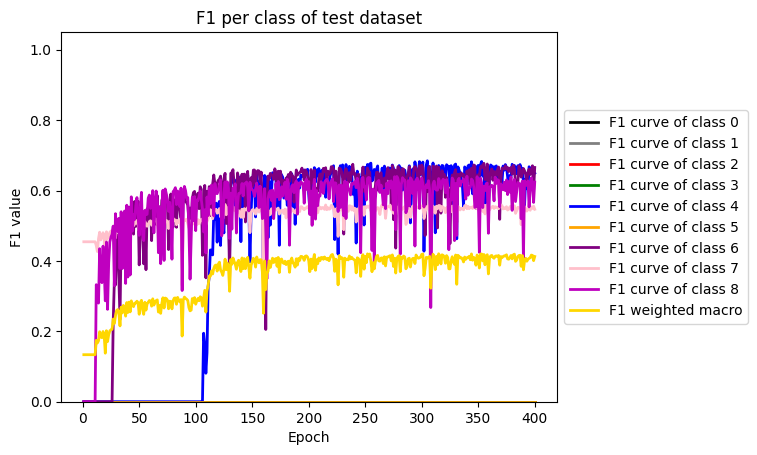 F1 per class of test dataset
F1 value
1.0
0.8
0.6
0.4
0.2
0.0
0 50 100 150 200 250 300 350 400
Epoch
F1 curve of class 0
F1 curve of class 1
F1 curve of class 2
F1 curve of class 3
F1 curve of class 4
F1 curve of class 5
F1 curve of class 6
F1 curve of class 7
F1 curve of class 8
F1 weighted macro